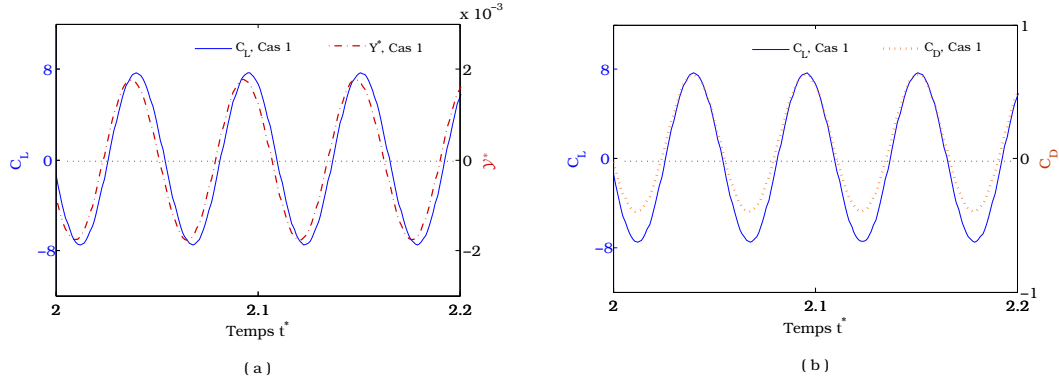 x 10⁻³
C_L, Cas 1
Y*, Cas 1
8
0
−8
C_L
2
0
−2
y*
2
2.1
2.2
Temps t*
( a )
C_L, Cas 1
C_D, Cas 1
8
0
−8
C_L
1
0
−1
C_D
2
2.1
2.2
Temps t*
( b )